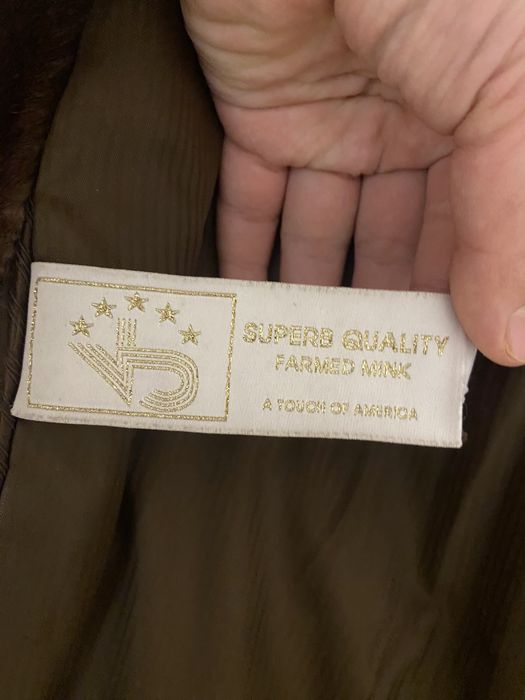 SUPERB QUALITY
FARMED MINK
A TOUCH OF AMERICA